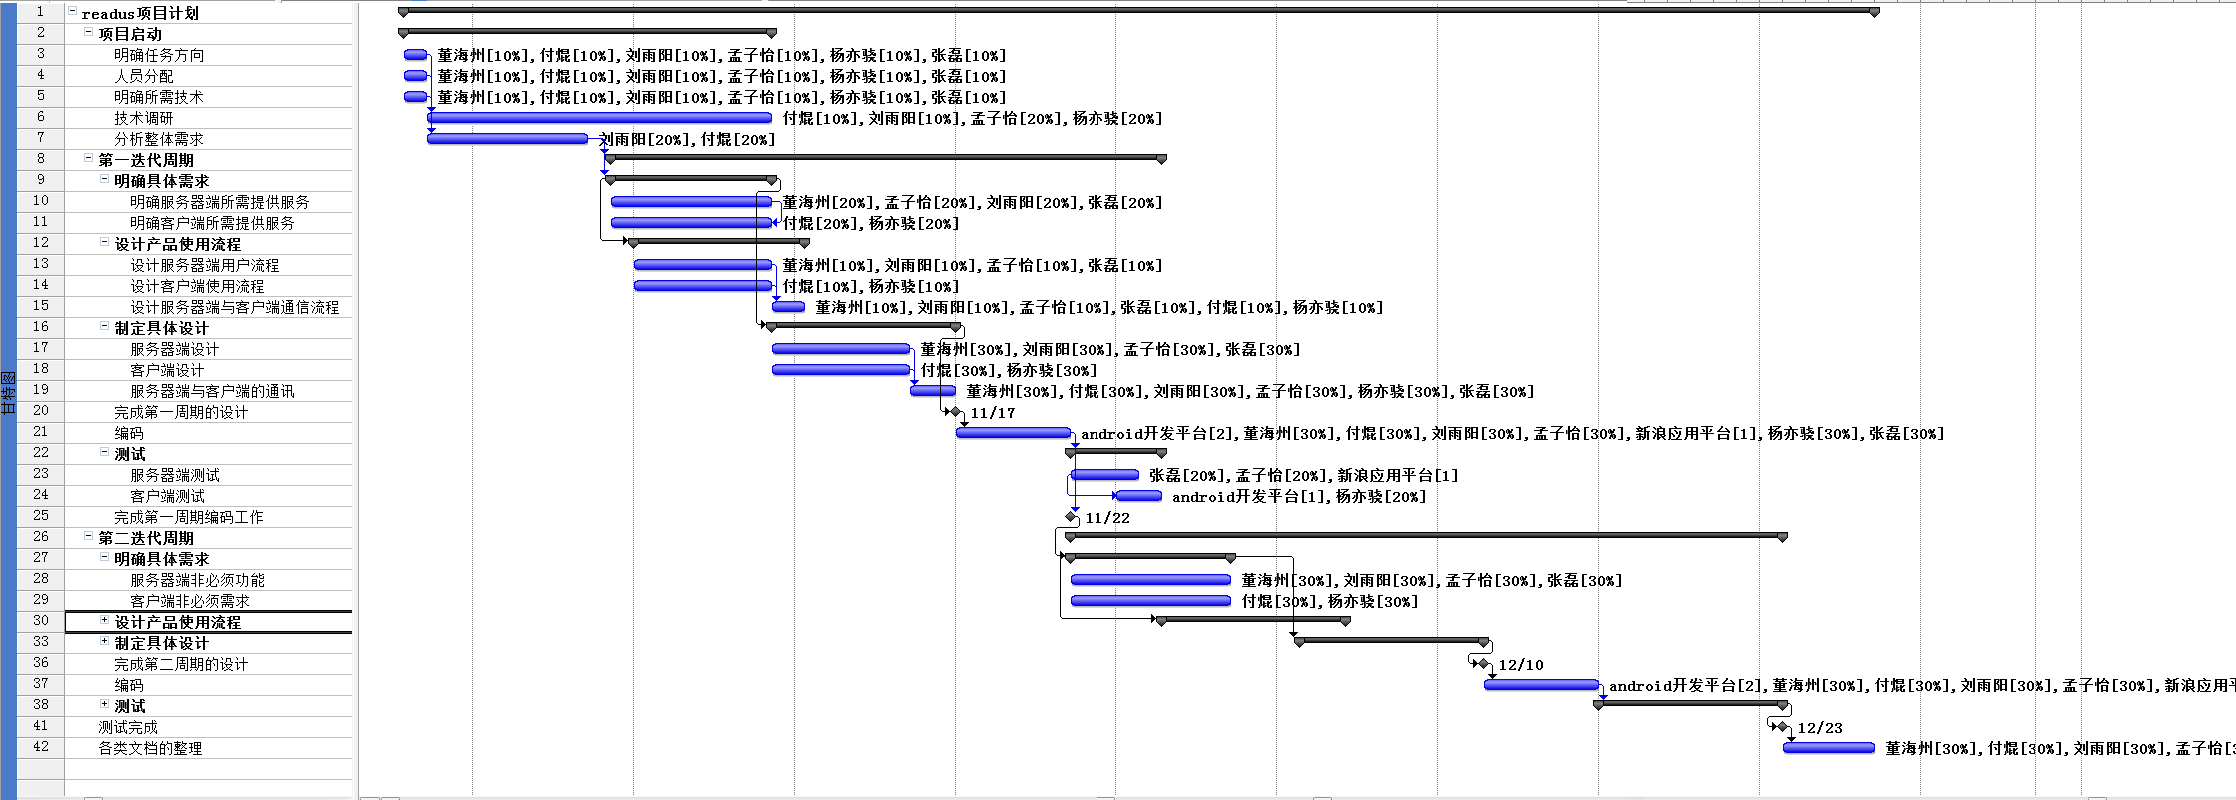 甘特图
1 readus项目计划
2 项目启动
3 明确任务方向 董海州[10%],付焜[10%],刘雨阳[10%],孟子怡[10%],杨亦骁[10%],张磊[10%]
4 人员分配 董海州[10%],付焜[10%],刘雨阳[10%],孟子怡[10%],杨亦骁[10%],张磊[10%]
5 明确所需技术 董海州[10%],付焜[10%],刘雨阳[10%],孟子怡[10%],杨亦骁[10%],张磊[10%]
6 技术调研 付焜[10%],刘雨阳[10%],孟子怡[20%],杨亦骁[20%]
7 分析整体需求 刘雨阳[20%],付焜[20%]
8 第一迭代周期
9 明确具体需求
10 明确服务器端所需提供服务 董海州[20%],孟子怡[20%],刘雨阳[20%],张磊[20%]
11 明确客户端所需提供服务 付焜[20%],杨亦骁[20%]
12 设计产品使用流程
13 设计服务器端用户流程 董海州[10%],刘雨阳[10%],孟子怡[10%],张磊[10%]
14 设计客户端使用流程 付焜[10%],杨亦骁[10%]
15 设计服务器端与客户端通信流程 董海州[10%],刘雨阳[10%],孟子怡[10%],张磊[10%],付焜[10%],杨亦骁[10%]
16 制定具体设计
17 服务器端设计 董海州[30%],刘雨阳[30%],孟子怡[30%],张磊[30%]
18 客户端设计 付焜[30%],杨亦骁[30%]
19 服务器端与客户端的通讯 董海州[30%],付焜[30%],刘雨阳[30%],孟子怡[30%],杨亦骁[30%],张磊[30%]
20 完成第一周期的设计 11/17
21 编码 android开发平台[2],董海州[30%],付焜[30%],刘雨阳[30%],孟子怡[30%],新浪应用平台[1],杨亦骁[30%],张磊[30%]
22 测试
23 服务器端测试 张磊[20%],孟子怡[20%],新浪应用平台[1]
24 客户端测试 android开发平台[1],杨亦骁[20%]
25 完成第一周期编码工作 11/22
26 第二迭代周期
27 明确具体需求
28 服务器端非必须功能 董海州[30%],刘雨阳[30%],孟子怡[30%],张磊[30%]
29 客户端非必须需求 付焜[30%],杨亦骁[30%]
30 设计产品使用流程
33 制定具体设计
36 完成第二周期的设计 12/10
37 编码 android开发平台[2],董海州[30%],付焜[30%],刘雨阳[30%],孟子怡[30%],新浪应用
38 测试
41 测试完成 12/23
42 各类文档的整理 董海州[30%],付焜[30%],刘雨阳[30%],孟子怡[